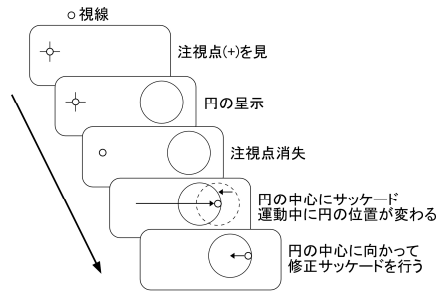 視線
注視点(+)を見
円の呈示
注視点消失
円の中心にサッケード
運動中に円の位置が変わる
円の中心に向かって
修正サッケードを行う